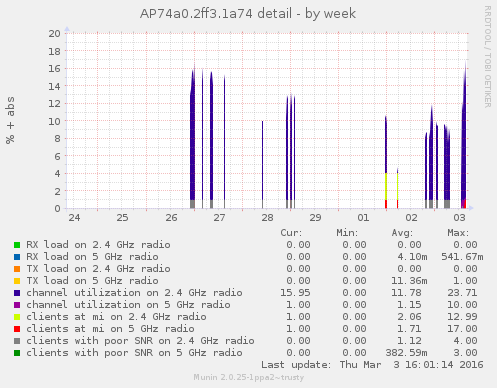 AP74a0.2ff3.1a74 detail - by week
RRDTOOL / TOBI OETIKER
% + abs
20
18
16
14
12
10
8
6
4
2
0
24 25 26 27 28 29 01 02 03
Cur: Min: Avg: Max:
RX load on 2.4 GHz radio 0.00 0.00 0.00 0.00
RX load on 5 GHz radio 0.00 0.00 4.10m 541.67m
TX load on 2.4 GHz radio 0.00 0.00 0.00 0.00
TX load on 5 GHz radio 0.00 0.00 11.36m 1.00
channel utilization on 2.4 GHz radio 15.95 0.00 11.78 23.71
channel utilization on 5 GHz radio 1.00 0.00 1.15 10.00
clients at mi on 2.4 GHz radio 1.00 0.00 2.06 12.99
clients at mi on 5 GHz radio 1.00 0.00 1.71 17.00
clients with poor SNR on 2.4 GHz radio 0.00 0.00 1.12 4.00
clients with poor SNR on 5 GHz radio 0.00 0.00 382.59m 3.00
Last update: Thu Mar 3 16:01:14 2016
Munin 2.0.25-1ppa2~trusty